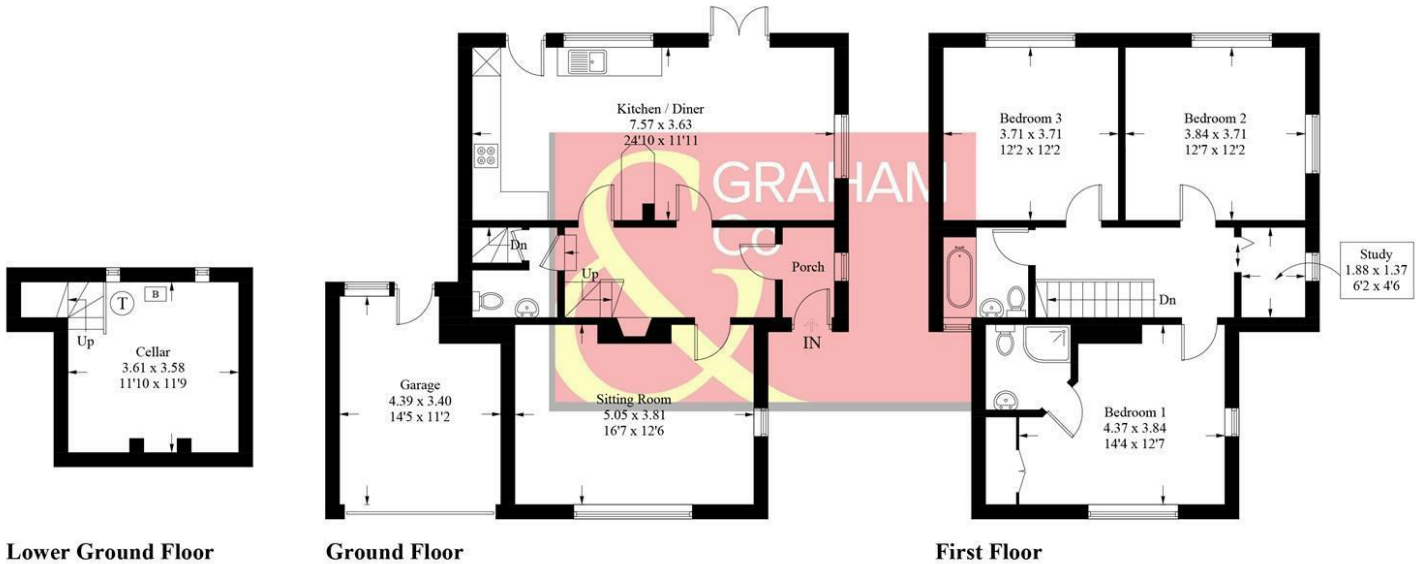 Kitchen / Diner
7.57 x 3.63
24'10 x 11'11
Bedroom 3
3.71 x 3.71
12'2 x 12'2
Bedroom 2
3.84 x 3.71
12'7 x 12'2
GRAHAM
Co
Dn
Up
Porch
IN
Study
1.88 x 1.37
6'2 x 4'6
Dn
T
B
Up
Cellar
3.61 x 3.58
11'10 x 11'9
Garage
4.39 x 3.40
14'5 x 11'2
&
Sitting Room
5.05 x 3.81
16'7 x 12'6
Bedroom 1
4.37 x 3.84
14'4 x 12'7
Lower Ground Floor
Ground Floor
First Floor